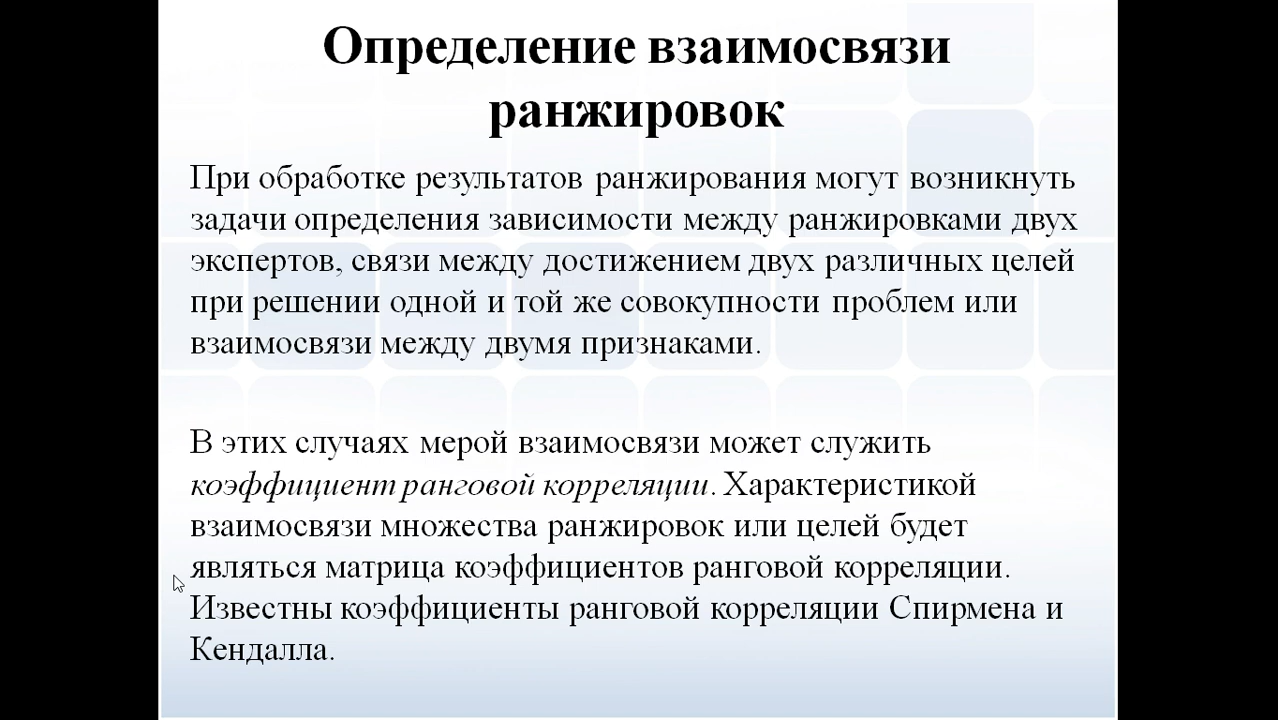 Определение взаимосвязи
ранжировок
При обработке результатов ранжирования могут возникнуть
задачи определения зависимости между ранжировками двух
экспертов, связи между достижением двух различных целей
при решении одной и той же совокупности проблем или
взаимосвязи между двумя признаками.
В этих случаях мерой взаимосвязи может служить
коэффициент ранговой корреляции. Характеристикой
взаимосвязи множества ранжировок или целей будет
являться матрица коэффициентов ранговой корреляции.
Известны коэффициенты ранговой корреляции Спирмена и
Кендалла.